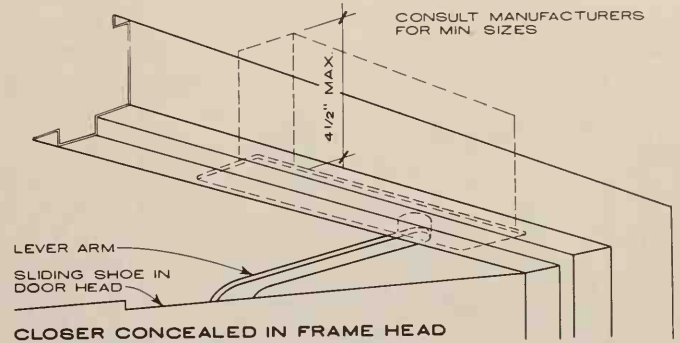 CONSULT MANUFACTURERS
FOR MIN. SIZES
4 1/2" MAX.
LEVER ARM
SLIDING SHOE IN
DOOR HEAD
CLOSER CONCEALED IN FRAME HEAD